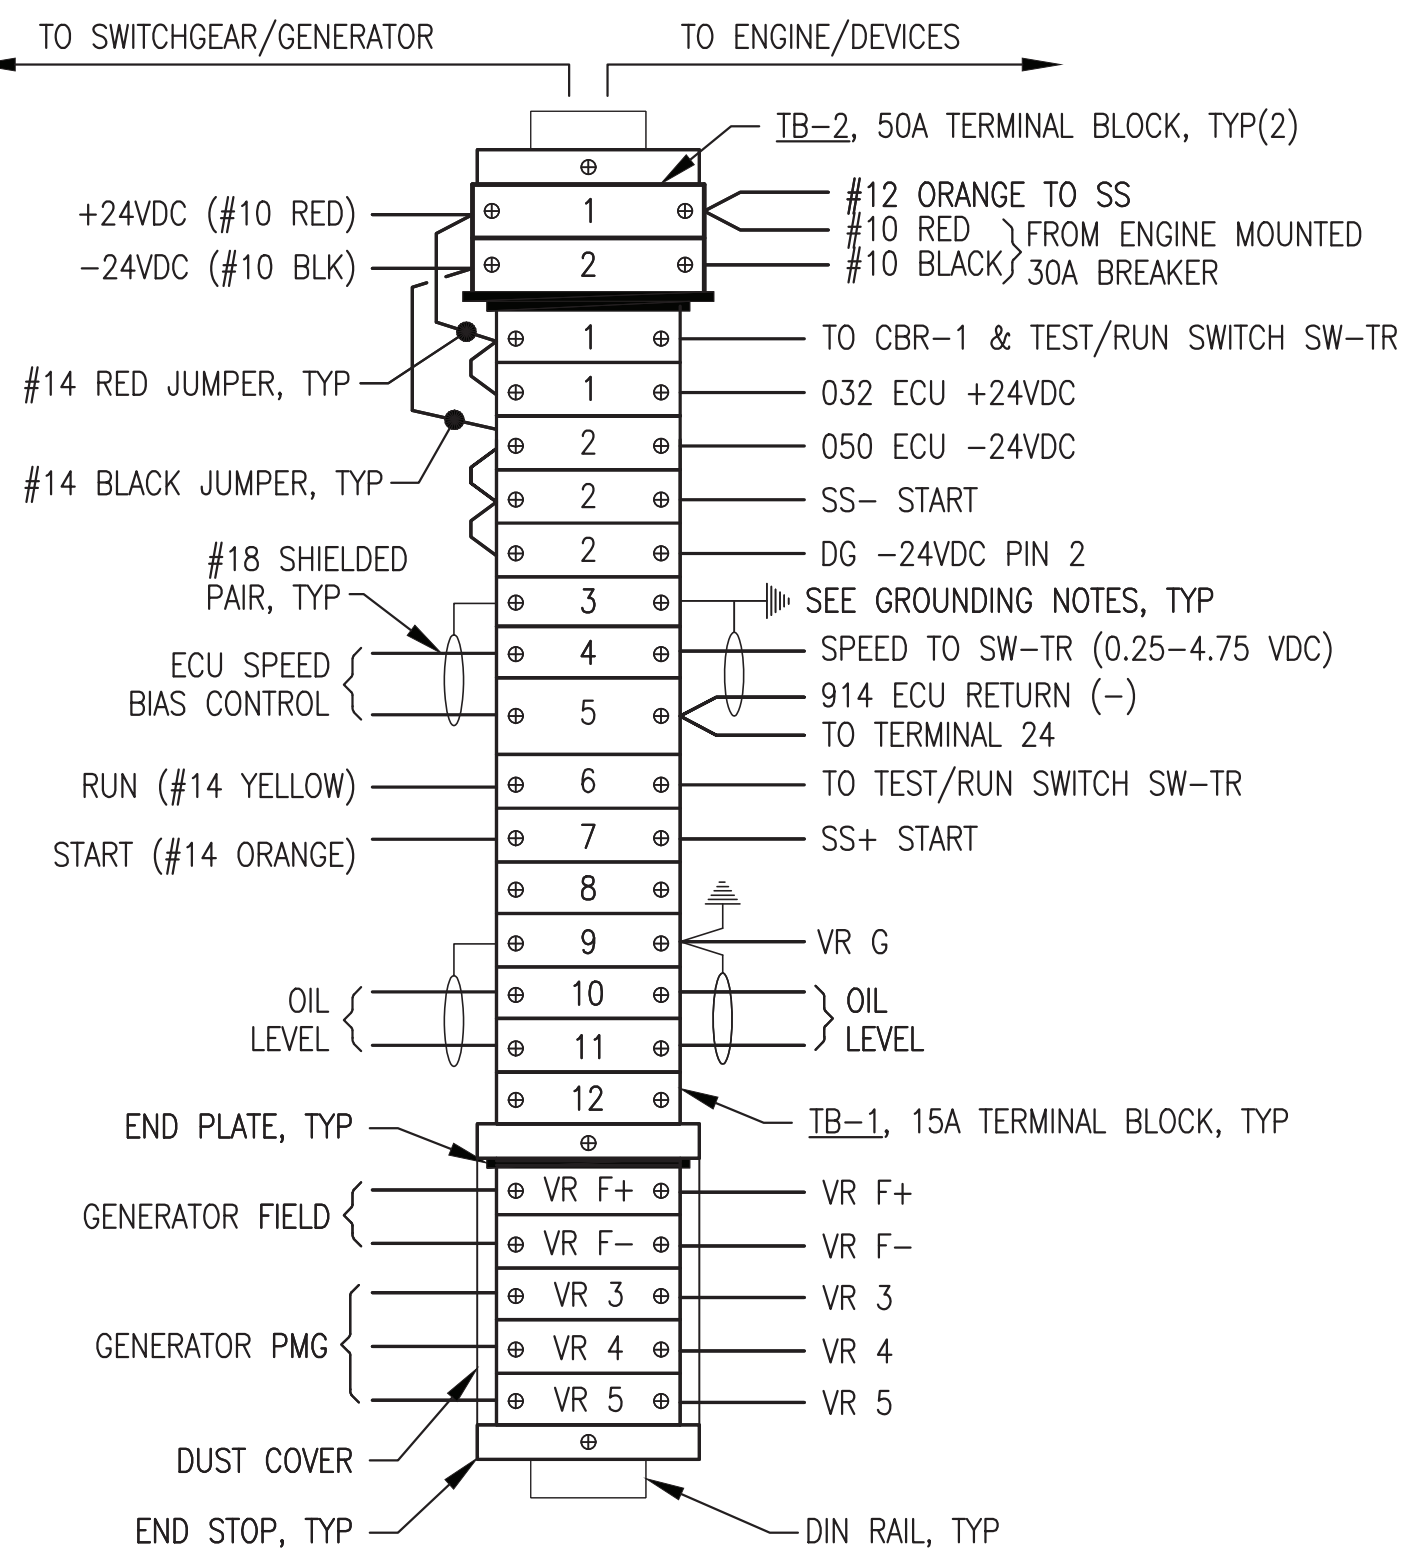 TO SWITCHGEAR/GENERATOR
TO ENGINE/DEVICES
TB-2, 50A TERMINAL BLOCK, TYP(2)
+24VDC (#10 RED)
1
#12 ORANGE TO SS
#10 RED
FROM ENGINE MOUNTED
-24VDC (#10 BLK)
2
#10 BLACK
30A BREAKER
1
TO CBR-1 & TEST/RUN SWITCH SW-TR
#14 RED JUMPER, TYP
1
032 ECU +24VDC
2
050 ECU -24VDC
#14 BLACK JUMPER, TYP
2
SS- START
2
DG -24VDC PIN 2
#18 SHIELDED
PAIR, TYP
3
SEE GROUNDING NOTES, TYP
4
SPEED TO SW-TR (0.25-4.75 VDC)
ECU SPEED
BIAS CONTROL
5
914 ECU RETURN (-)
TO TERMINAL 24
RUN (#14 YELLOW)
6
TO TEST/RUN SWITCH SW-TR
START (#14 ORANGE)
7
SS+ START
8
9
VR G
OIL
LEVEL
10
11
OIL
LEVEL
12
END PLATE, TYP
TB-1, 15A TERMINAL BLOCK, TYP
GENERATOR FIELD
VR F+
VR F+
VR F-
VR F-
GENERATOR PMG
VR 3
VR 3
VR 4
VR 4
VR 5
VR 5
DUST COVER
END STOP, TYP
DIN RAIL, TYP